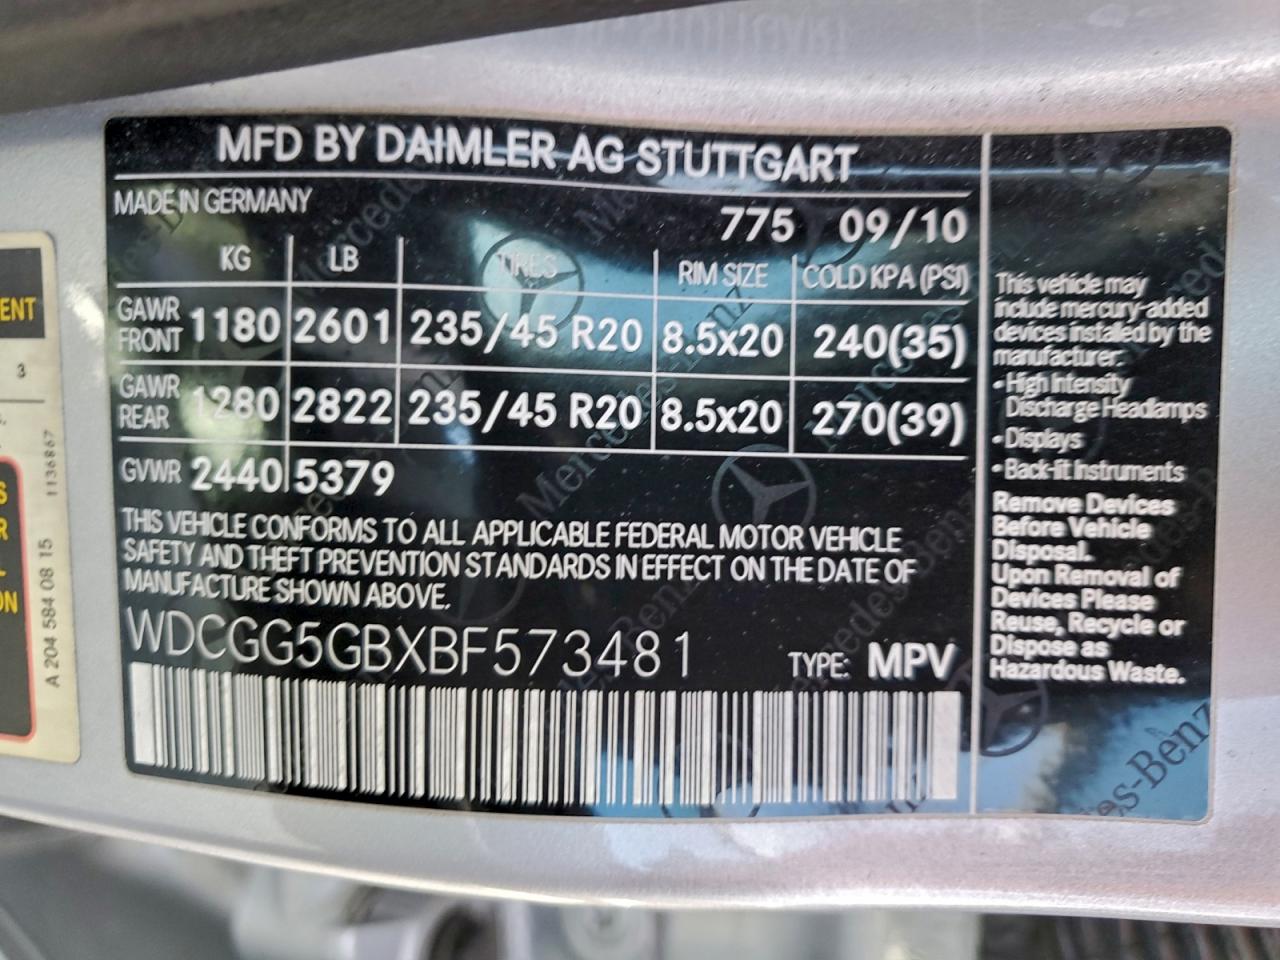 MFD BY DAIMLER AG STUTTGART
MADE IN GERMANY
775 09/10
KG LB TIRES RIM SIZE COLD KPA (PSI)
GAWR FRONT 1180 2601 235/45 R20 8.5x20 240(35)
GAWR REAR 1280 2822 235/45 R20 8.5x20 270(39)
GVWR 2440 5379
THIS VEHICLE CONFORMS TO ALL APPLICABLE FEDERAL MOTOR VEHICLE
SAFETY AND THEFT PREVENTION STANDARDS IN EFFECT ON THE DATE OF
MANUFACTURE SHOWN ABOVE.
WDCGG5GBXBF573481 TYPE: MPV
This vehicle may
include mercury-added
devices installed by the
manufacturer:
• High Intensity
Discharge Headlamps
• Displays
• Back-lit Instruments
Remove Devices
Before Vehicle
Disposal.
Upon Removal of
Devices Please
Reuse, Recycle or
Dispose as
Hazardous Waste.
Mercedes-Benz
3
A 204 584 08 15 1136867